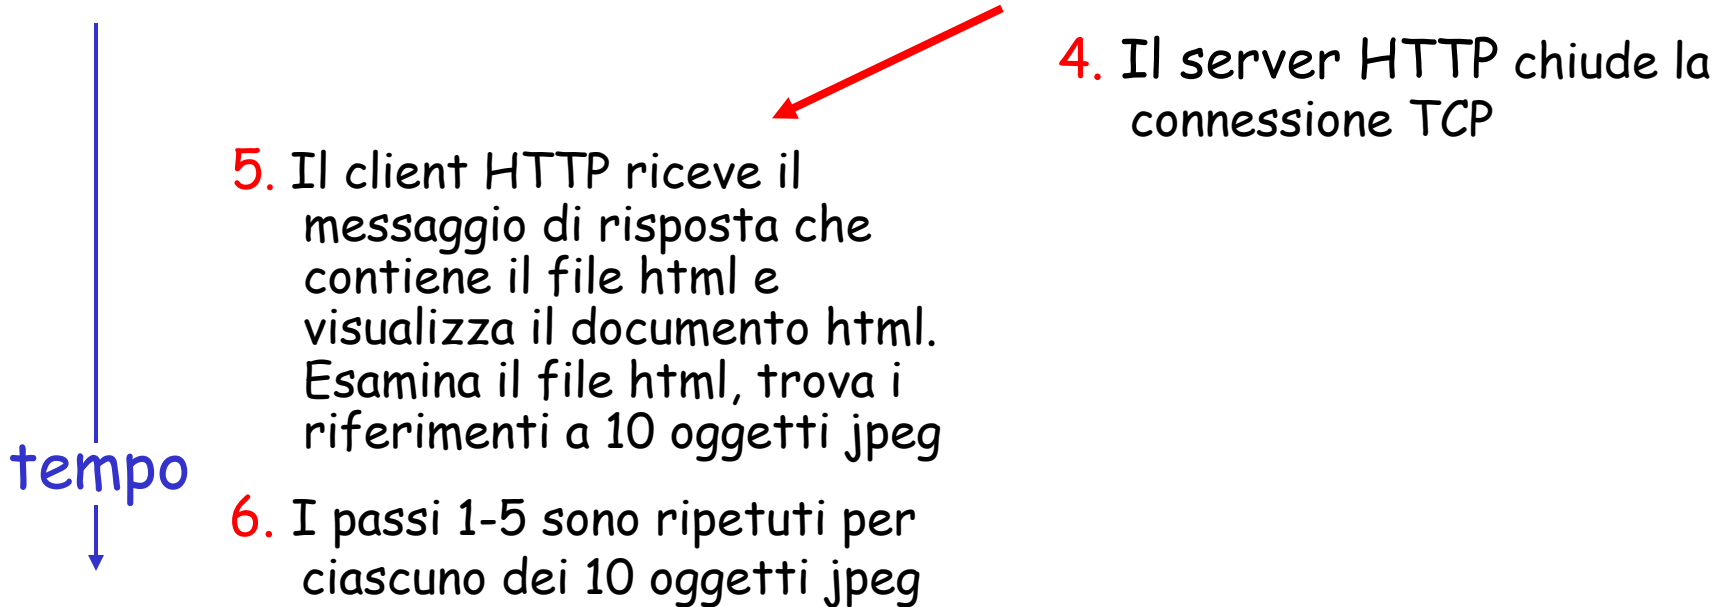 4. Il server HTTP chiude la
connessione TCP
5. Il client HTTP riceve il
messaggio di risposta che
contiene il file html e
visualizza il documento html.
Esamina il file html, trova i
riferimenti a 10 oggetti jpeg
tempo
6. I passi 1-5 sono ripetuti per
ciascuno dei 10 oggetti jpeg